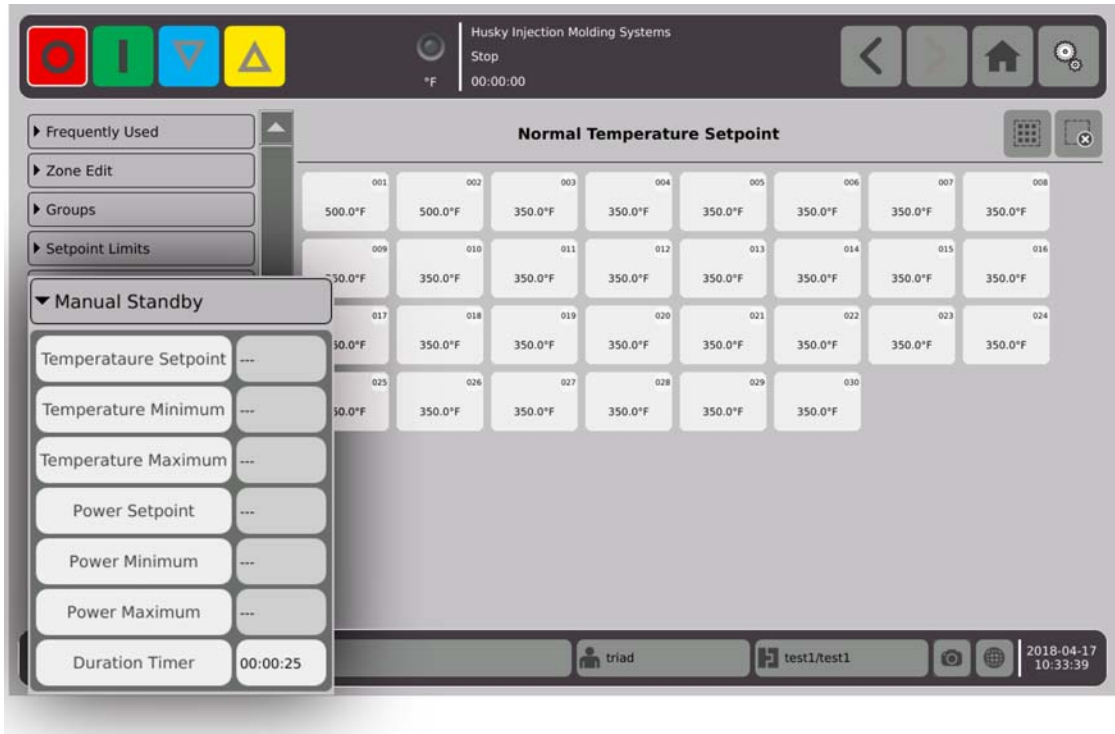 Husky Injection Molding Systems
Stop
°F 00:00:00
Frequently Used
Zone Edit
Groups
Setpoint Limits
Manual Standby
Temperataure Setpoint ---
Temperature Minimum ---
Temperature Maximum ---
Power Setpoint ---
Power Minimum ---
Power Maximum ---
Duration Timer 00:00:25
Normal Temperature Setpoint
001 002 003 004 005 006 007 008
500.0°F 500.0°F 350.0°F 350.0°F 350.0°F 350.0°F 350.0°F 350.0°F
009 010 011 012 013 014 015 016
50.0°F 350.0°F 350.0°F 350.0°F 350.0°F 350.0°F 350.0°F 350.0°F
017 018 019 020 021 022 023 024
50.0°F 350.0°F 350.0°F 350.0°F 350.0°F 350.0°F 350.0°F 350.0°F
025 026 027 028 029 030
50.0°F 350.0°F 350.0°F 350.0°F 350.0°F 350.0°F
triad
test1/test1
2018-04-17
10:33:39